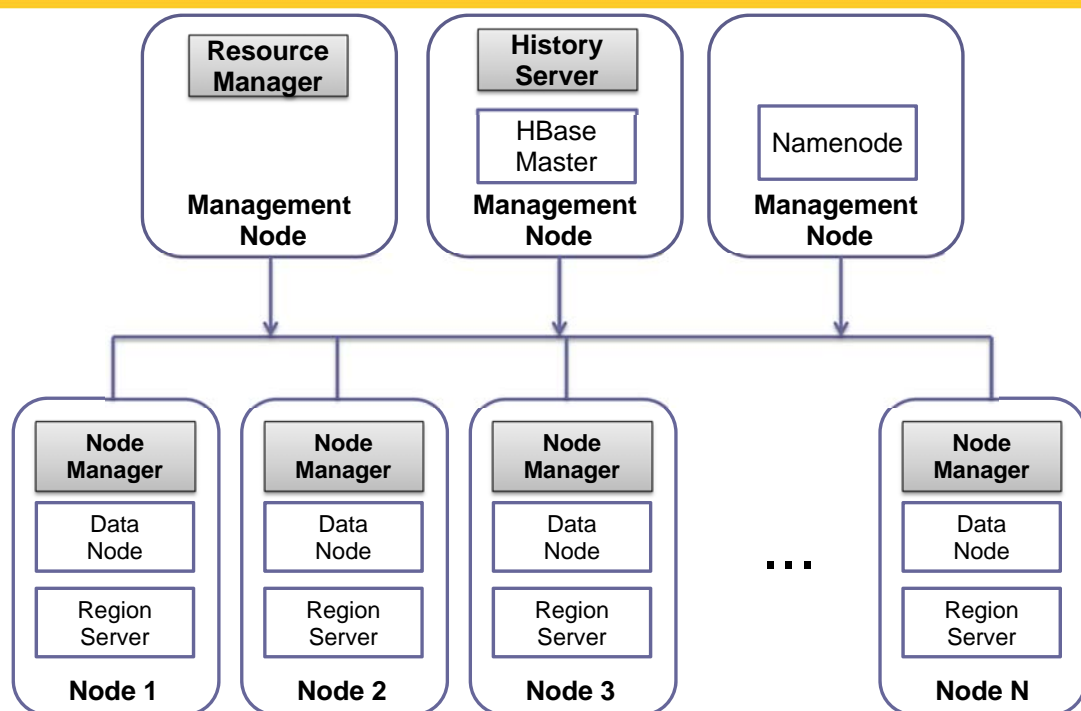 Resource
Manager
Management
Node
History
Server
HBase
Master
Management
Node
Namenode
Management
Node
Node
Manager
Data
Node
Region
Server
Node 1
Node
Manager
Data
Node
Region
Server
Node 2
Node
Manager
Data
Node
Region
Server
Node 3
...
Node
Manager
Data
Node
Region
Server
Node N